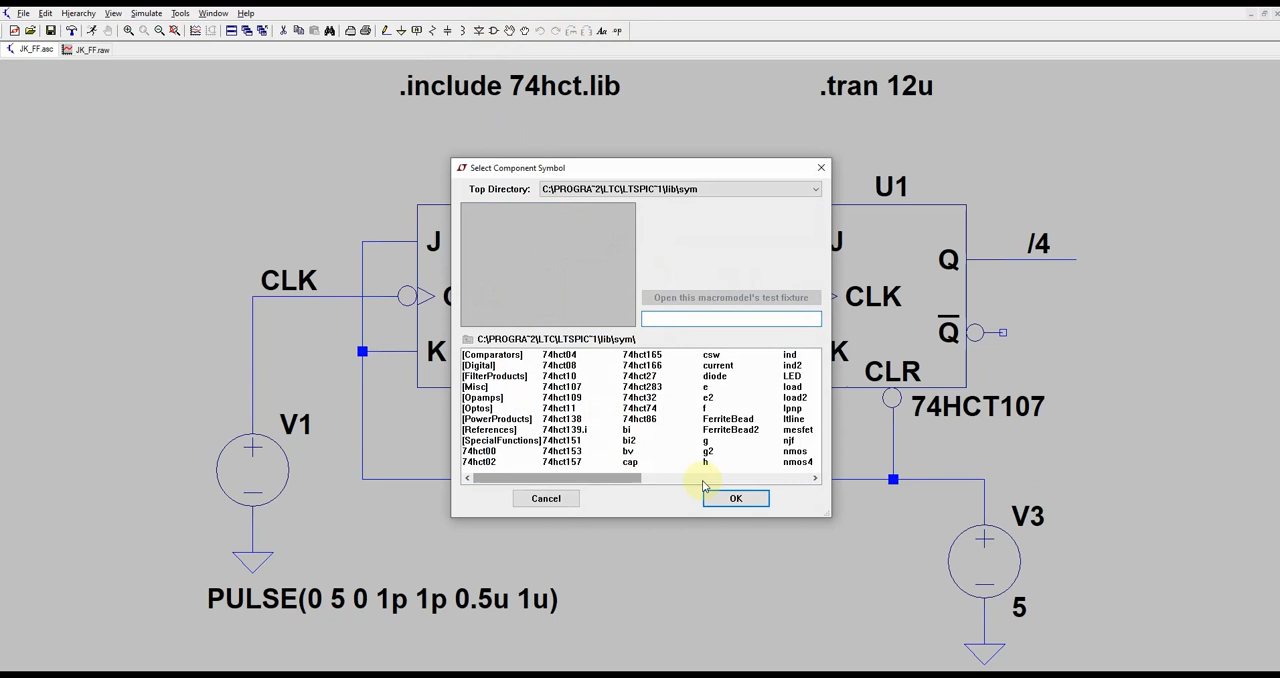 File Edit Hierarchy View Simulate Tools Window Help
JK_FF.asc JK_FF.raw
.include 74hct.lib
.tran 12u
Select Component Symbol
Top Directory: C:\PROGRA~2\LTC\LTSPIC~1\lib\sym
Open this macromodel's test fixture
C:\PROGRA~2\LTC\LTSPIC~1\lib\sym\
[Comparators] 74hct04 74hct165 csw ind
[Digital] 74hct08 74hct166 current ind2
[FilterProducts] 74hct10 74hct27 diode LED
[Misc] 74hct107 74hct283 e load
[Opamps] 74hct109 74hct32 e2 load2
[Optos] 74hct11 74hct74 f lpnp
[PowerProducts] 74hct138 74hct86 FerriteBead ltline
[References] 74hct139.i bi FerriteBead2 mesfet
[SpecialFunctions] 74hct151 bi2 g njf
74hct00 74hct153 bv g2 nmos
74hct02 74hct157 cap h nmos4
Cancel OK
CLK
J
C
K
V1
PULSE(0 5 0 1p 1p 0.5u 1u)
U1
J
Q
/4
CLK
Q
K
CLR
74HCT107
V3
5